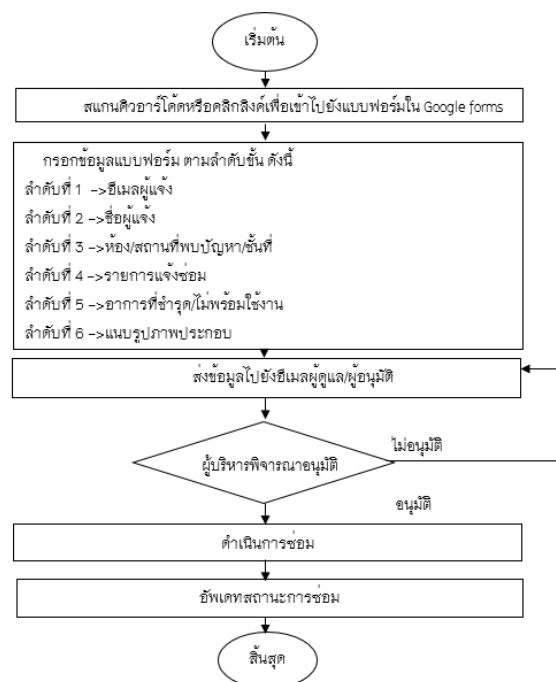 เริ่มต้น
สแกนคิวอาร์โค้ดหรือคลิกลิงค์เพื่อเข้าไปยังแบบฟอร์มใน Google forms
กรอกข้อมูลแบบฟอร์ม ตามลำดับขั้น ดังนี้
ลำดับที่ 1 –>อีเมลผู้แจ้ง
ลำดับที่ 2 –>ชื่อผู้แจ้ง
ลำดับที่ 3 –>ห้อง/สถานที่พบปัญหา/ชั้นที่
ลำดับที่ 4 –>รายการแจ้งซ่อม
ลำดับที่ 5 –>อาการที่ชำรุด/ไม่พร้อมใช้งาน
ลำดับที่ 6 –>แนบรูปภาพประกอบ
ส่งข้อมูลไปยังอีเมลผู้ดูแล/ผู้อนุมัติ
ไม่อนุมัติ
ผู้บริหารพิจารณาอนุมัติ
อนุมัติ
ดำเนินการซ่อม
อัพเดทสถานะการซ่อม
สิ้นสุด